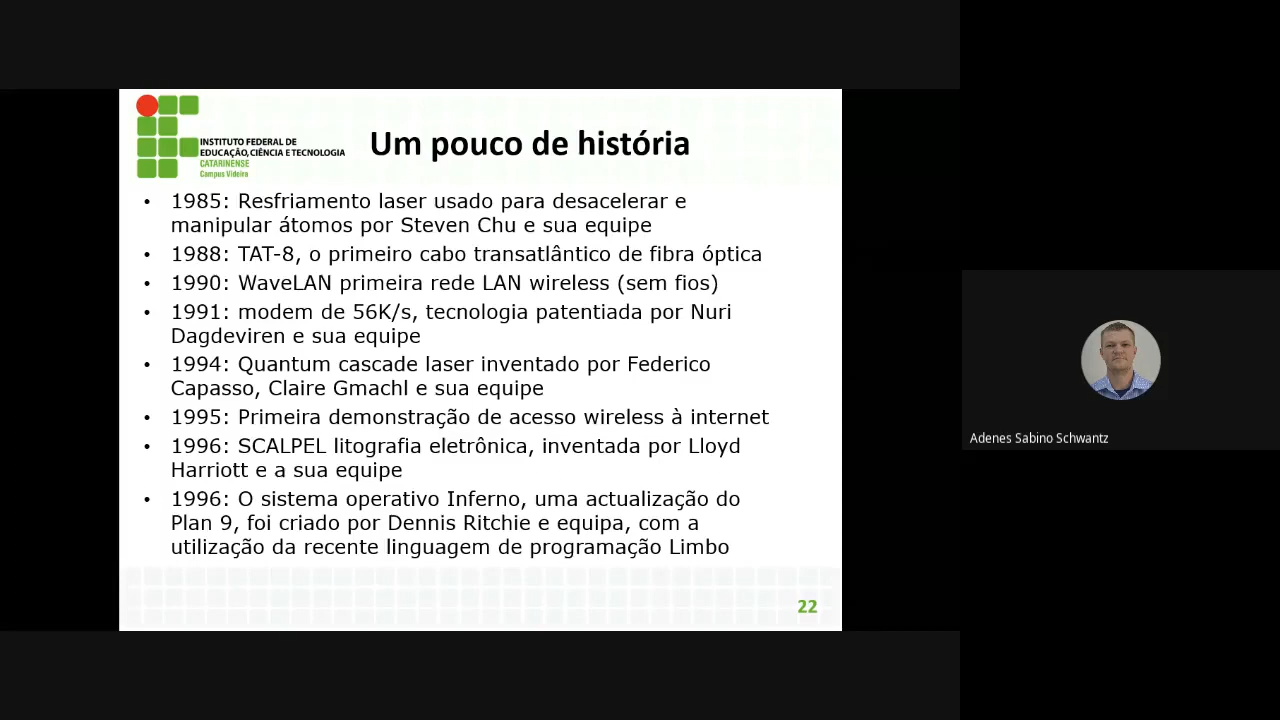 INSTITUTO FEDERAL DE
EDUCAÇÃO, CIÊNCIA E TECNOLOGIA
CATARINENSE
Campus Videira
Um pouco de história
• 1985: Resfriamento laser usado para desacelerar e
manipular átomos por Steven Chu e sua equipe
• 1988: TAT-8, o primeiro cabo transatlântico de fibra óptica
• 1990: WaveLAN primeira rede LAN wireless (sem fios)
• 1991: modem de 56K/s, tecnologia patentiada por Nuri
Dagdeviren e sua equipe
• 1994: Quantum cascade laser inventado por Federico
Capasso, Claire Gmachl e sua equipe
• 1995: Primeira demonstração de acesso wireless à internet
• 1996: SCALPEL litografia eletrônica, inventada por Lloyd
Harriott e a sua equipe
• 1996: O sistema operativo Inferno, uma actualização do
Plan 9, foi criado por Dennis Ritchie e equipa, com a
utilização da recente linguagem de programação Limbo
22
Adenes Sabino Schwantz